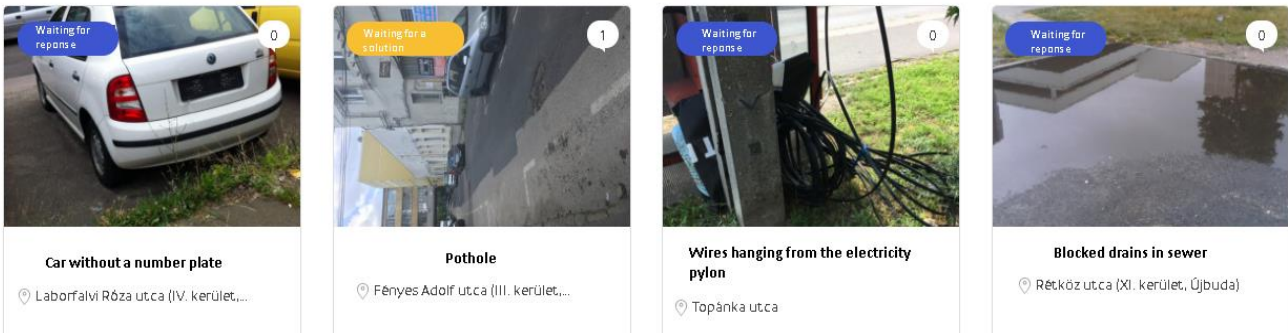 Waiting for
reponse
0
Car without a number plate
Laborfalvi Róza utca (IV. kerület,...
Waiting for a
solution
1
Pothole
Fényes Adolf utca (III. kerület,...
Waiting for
reponse
0
Wires hanging from the electricity
pylon
Topánka utca
Waiting for
reponse
0
Blocked drains in sewer
Rétköz utca (XI. kerület, Újbuda)